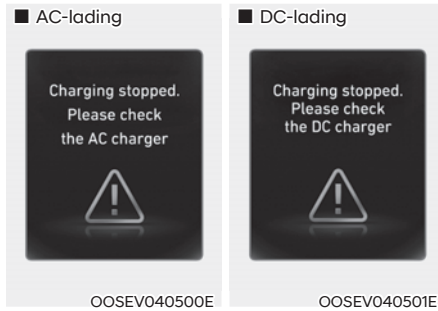 ■ AC-lading
Charging stopped.
Please check
the AC charger
OOSEV040500E
■ DC-lading
Charging stopped.
Please check
the DC charger
OOSEV040501E